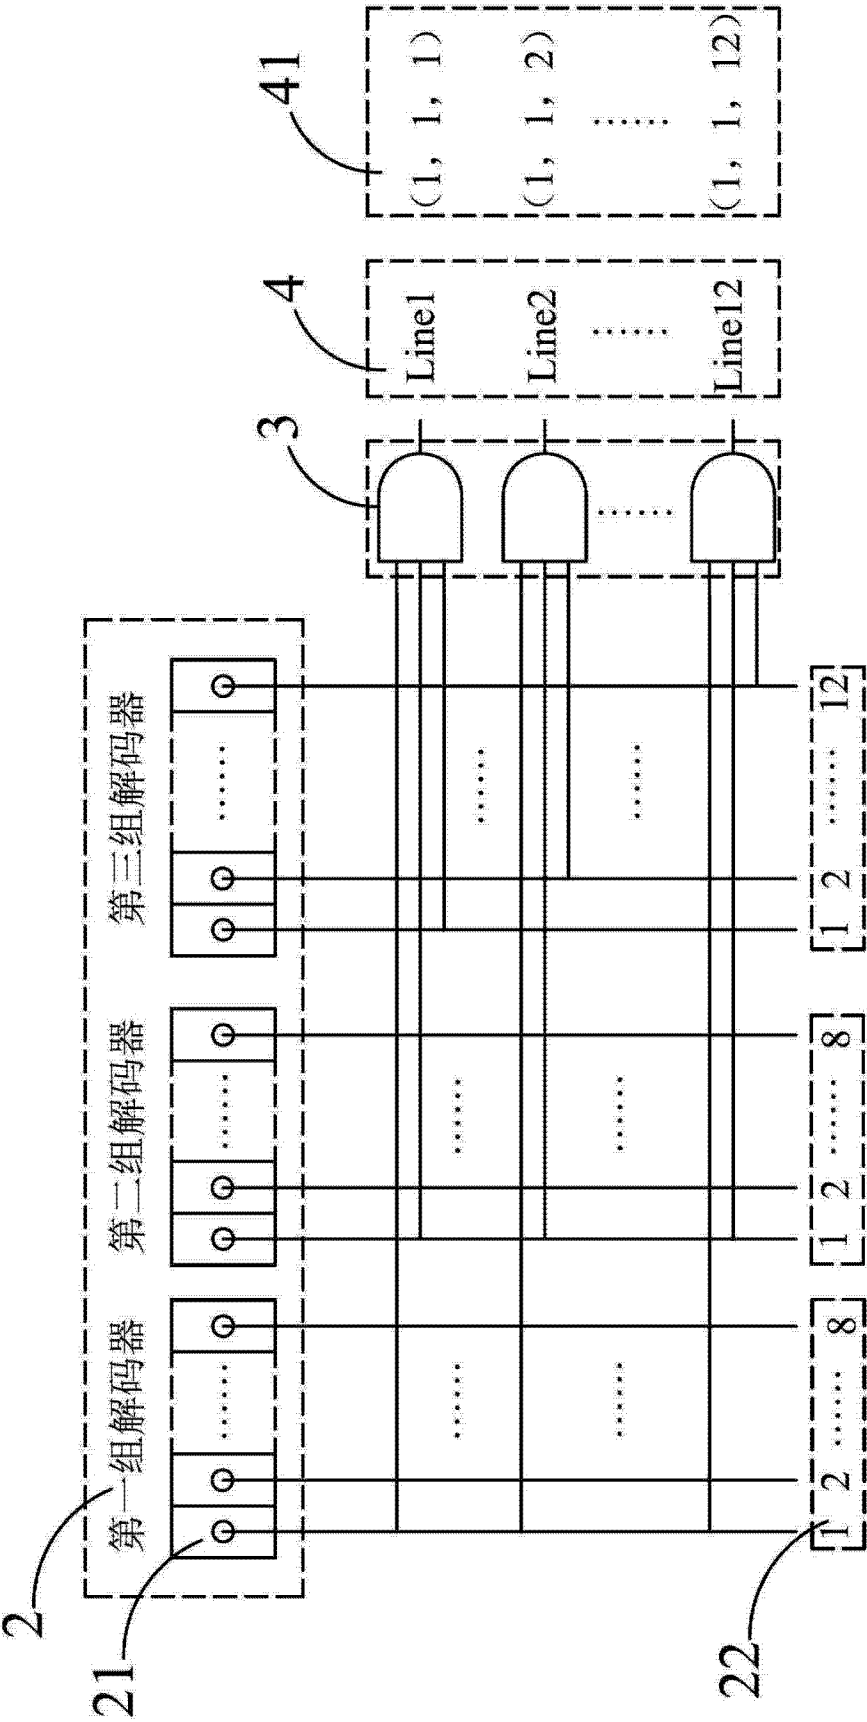 2
第一组解码器
第二组解码器
第三组解码器
21
......
......
......
3
4
41
......
......
......
Line1
(1, 1, 1)
Line2
(1, 1, 2)
......
......
......
......
......
......
Line12
(1, 1, 12)
22
1 2 ...... 8
1 2 ...... 8
1 2 ...... 12